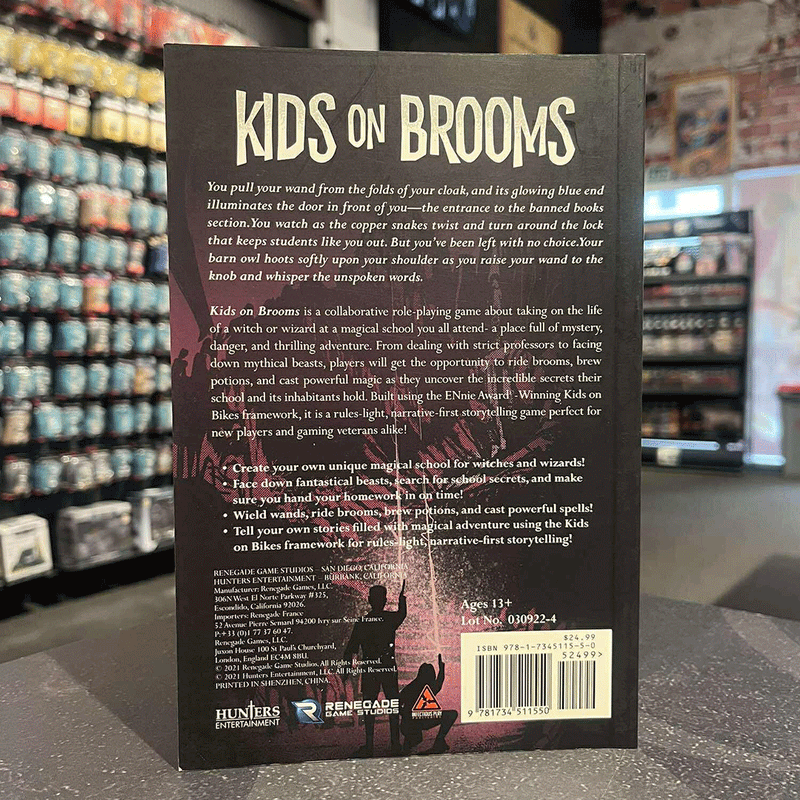 KIDS ON BROOMS
You pull your wand from the folds of your cloak, and its glowing blue end
illuminates the door in front of you—the entrance to the banned books
section.You watch as the copper snakes twist and turn around the lock
that keeps students like you out. But you've been left with no choice.Your
barn owl hoots softly upon your shoulder as you raise your wand to the
knob and whisper the unspoken words.
Kids on Brooms is a collaborative role-playing game about taking on the life
of a witch or wizard at a magical school you all attend- a place full of mystery,
danger, and thrilling adventure. From dealing with strict professors to facing
down mythical beasts, players will get the opportunity to ride brooms, brew
potions, and cast powerful magic as they uncover the incredible secrets their
school and its inhabitants hold. Built using the ENnie Award -Winning Kids on
Bikes framework, it is a rules-light, narrative-first storytelling game perfect for
new players and gaming veterans alike!
• Create your own unique magical school for witches and wizards!
• Face down fantastical beasts, search for school secrets, and make
sure you hand your homework in on time!
• Wield wands, ride brooms, brew potions, and cast powerful spells!
• Tell your own stories filled with magical adventure using the Kids
on Bikes framework for rules-light, narrative-first storytelling!
RENEGADE GAME STUDIOS – SAN DIEGO, CALIFORNIA
HUNTERS ENTERTAINMENT – BURBANK, CALIFORNIA
Manufacturer: Renegade Games, LLC.
306N West El Norte Parkway #325,
Escondido, California 92026.
Importers: Renegade France
52 Avenue Pierre Semard 94200 Ivry sur Seine France.
P:+33 (0)1 77 37 60 47.
Renegade Games, LLC.
Juxon House 100 St Paul's Churchyard,
London, England EC4M 8BU.
© 2021 Renegade Game Studios. All Rights Reserved.
© 2021 Hunters Entertainment, LLC. All Rights Reserved.
PRINTED IN SHENZHEN, CHINA.
Ages 13+
Lot No. 030922-4
$24.99
ISBN 978-1-7345115-5-0
52499>
9 781734 511550
HUNTERS
ENTERTAINMENT
RENEGADE
GAME STUDIOS
INFECTIOUS PLAY